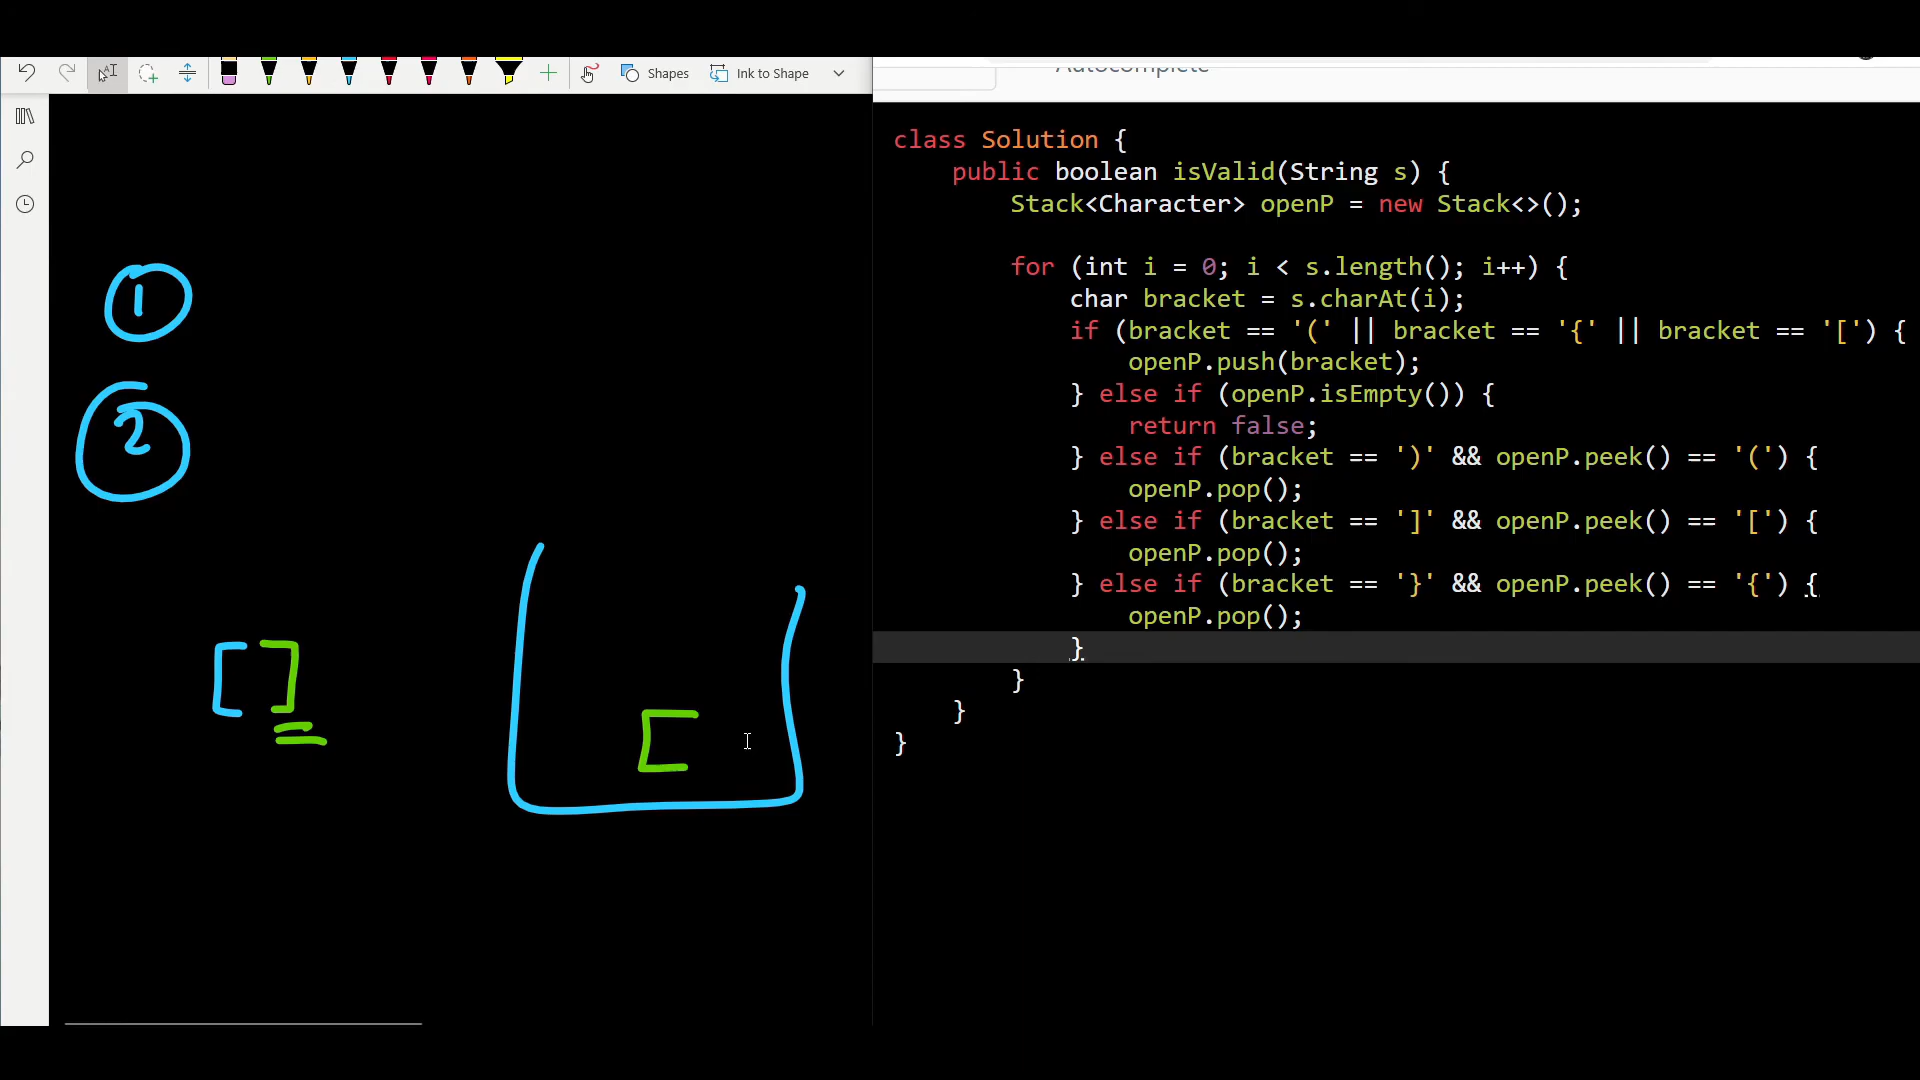 Shapes
Ink to Shape
Autocomplete
1
2
[ ]
[
class Solution {
    public boolean isValid(String s) {
        Stack<Character> openP = new Stack<>();
        for (int i = 0; i < s.length(); i++) {
            char bracket = s.charAt(i);
            if (bracket == '(' || bracket == '{' || bracket == '[') {
                openP.push(bracket);
            } else if (openP.isEmpty()) {
                return false;
            } else if (bracket == ')' && openP.peek() == '(') {
                openP.pop();
            } else if (bracket == ']' && openP.peek() == '[') {
                openP.pop();
            } else if (bracket == '}' && openP.peek() == '{') {
                openP.pop();
            }
        }
    }
}